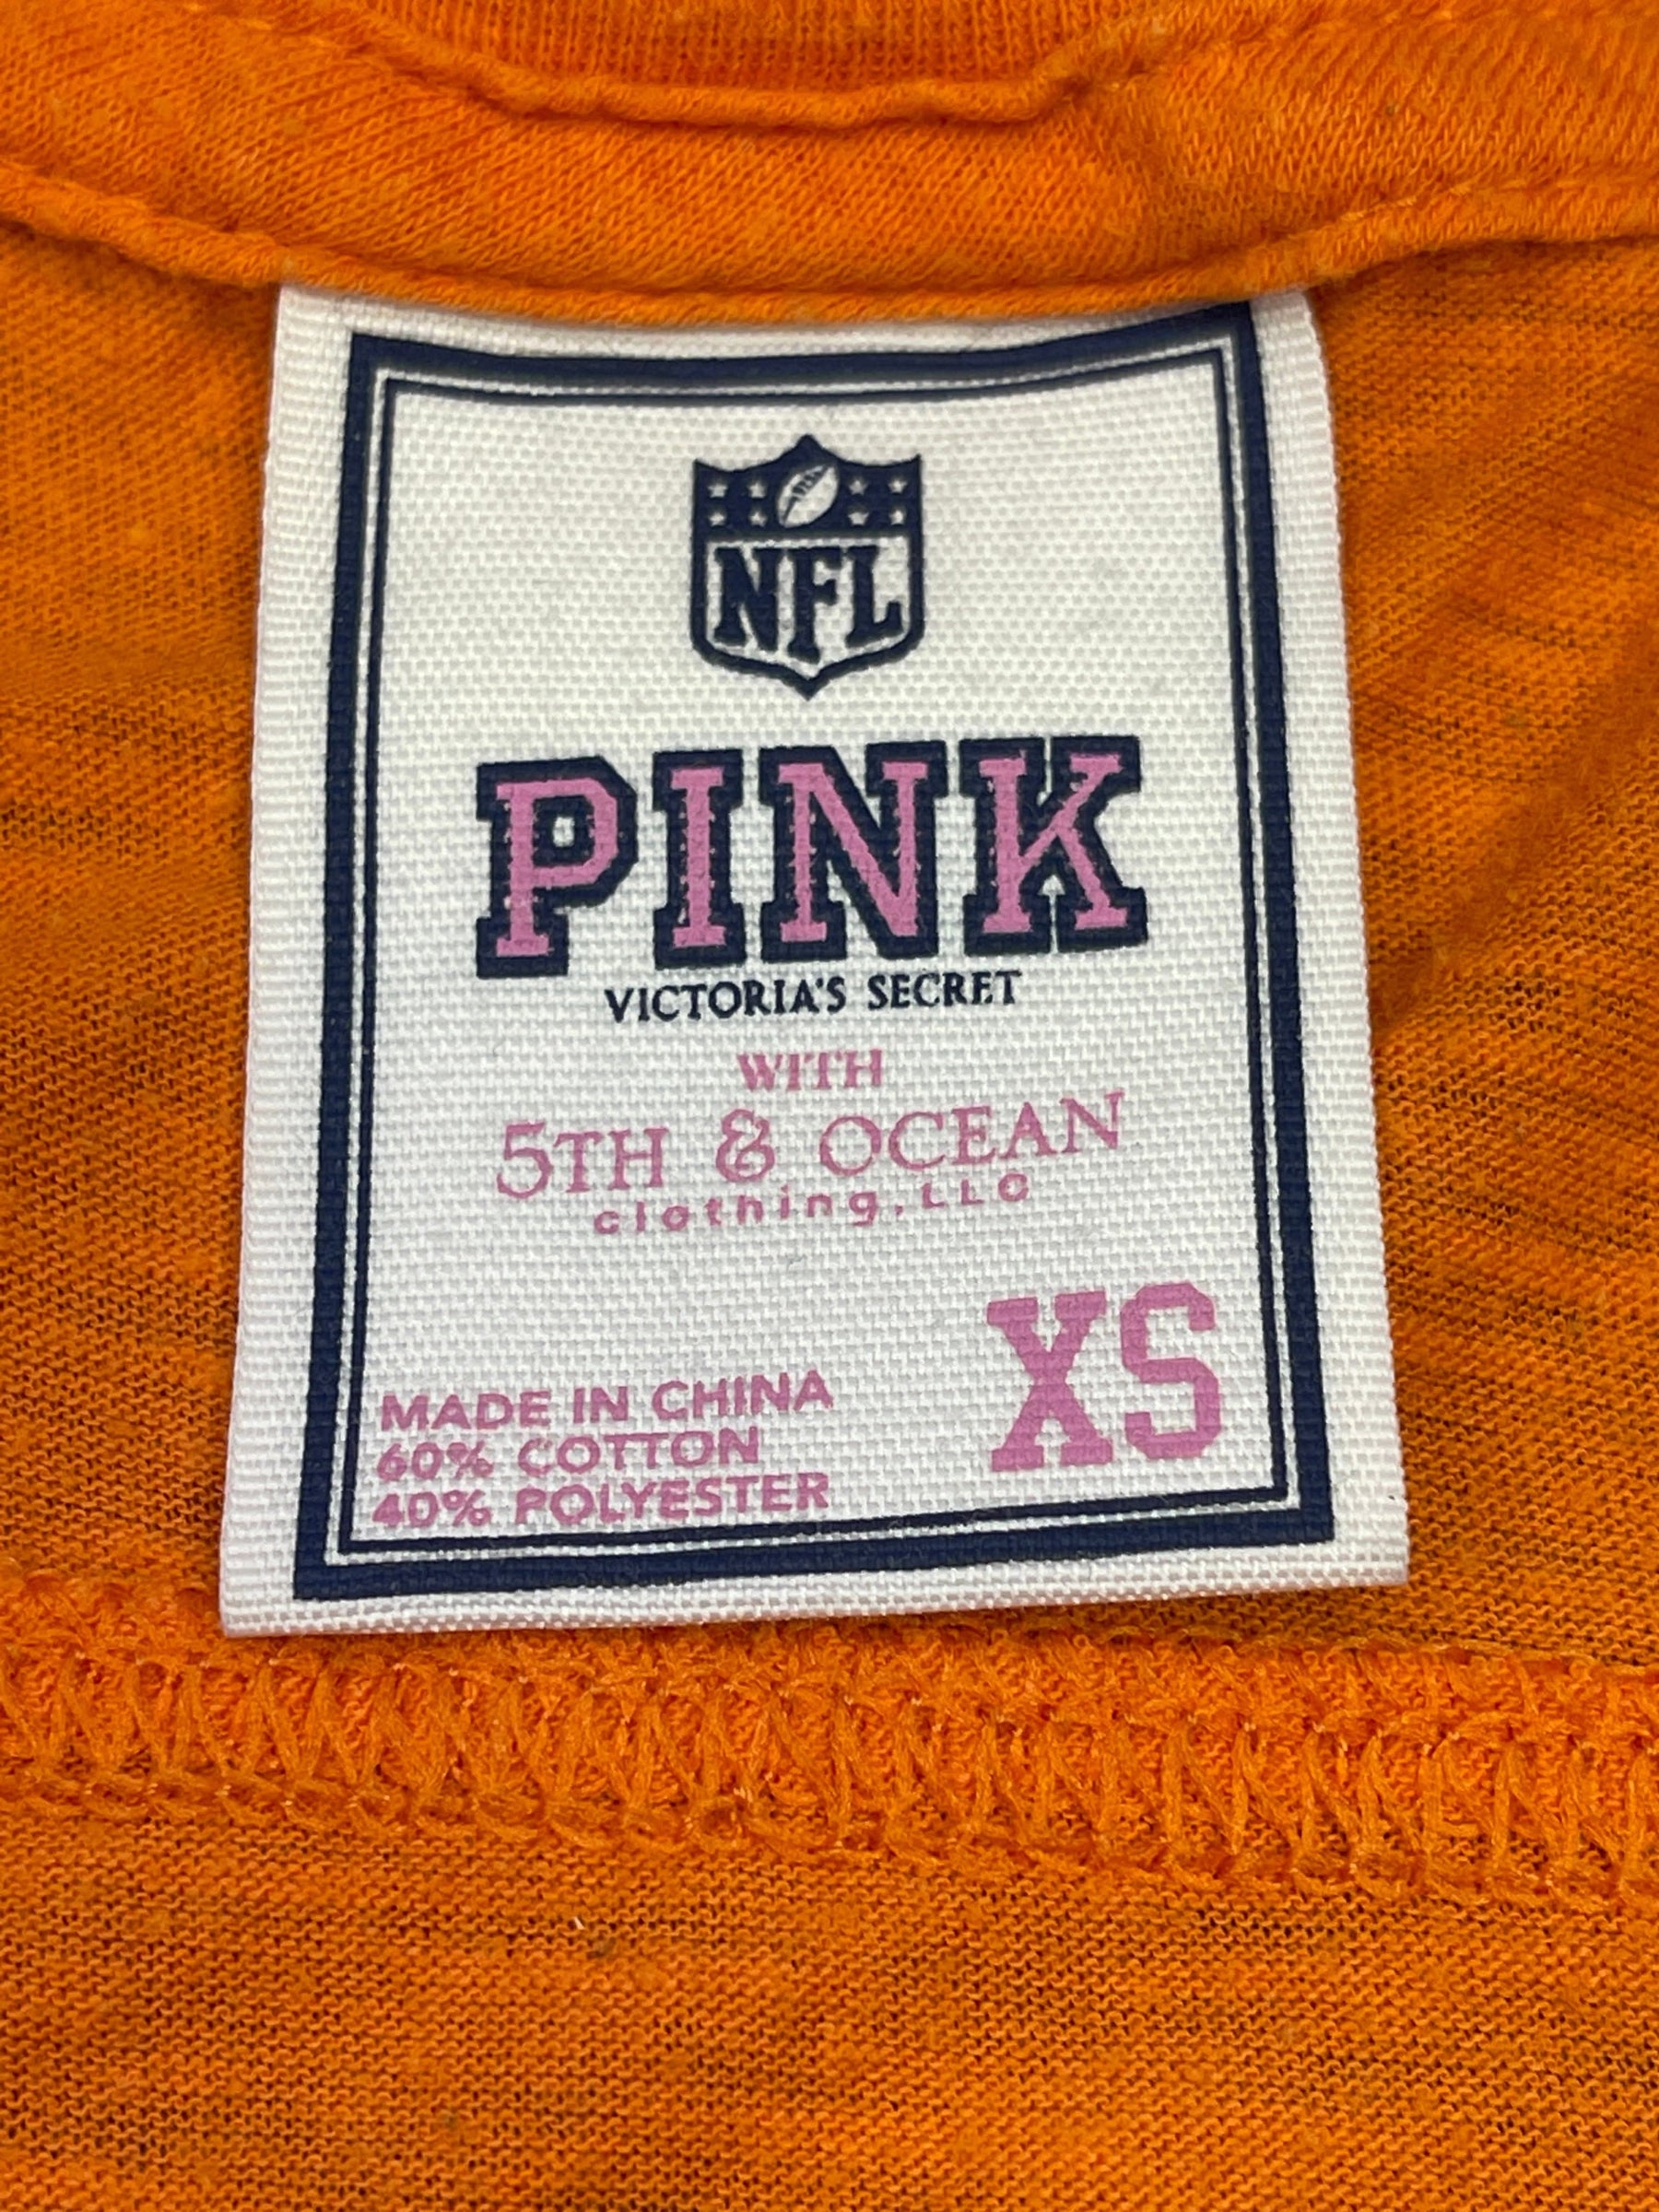 NFL
PINK
VICTORIA'S SECRET
WITH
5TH & OCEAN
clothing, LLC
XS
MADE IN CHINA
60% COTTON
40% POLYESTER